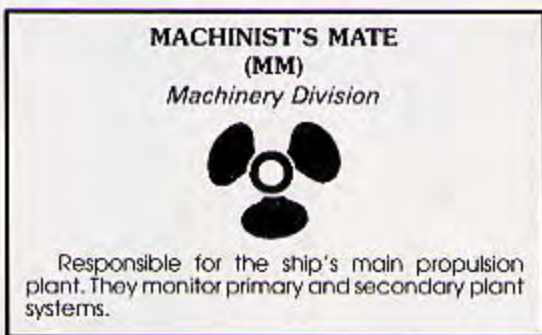 MACHINIST'S MATE
(MM)
Machinery Division
Responsible for the ship's main propulsion
plant. They monitor primary and secondary plant
systems.